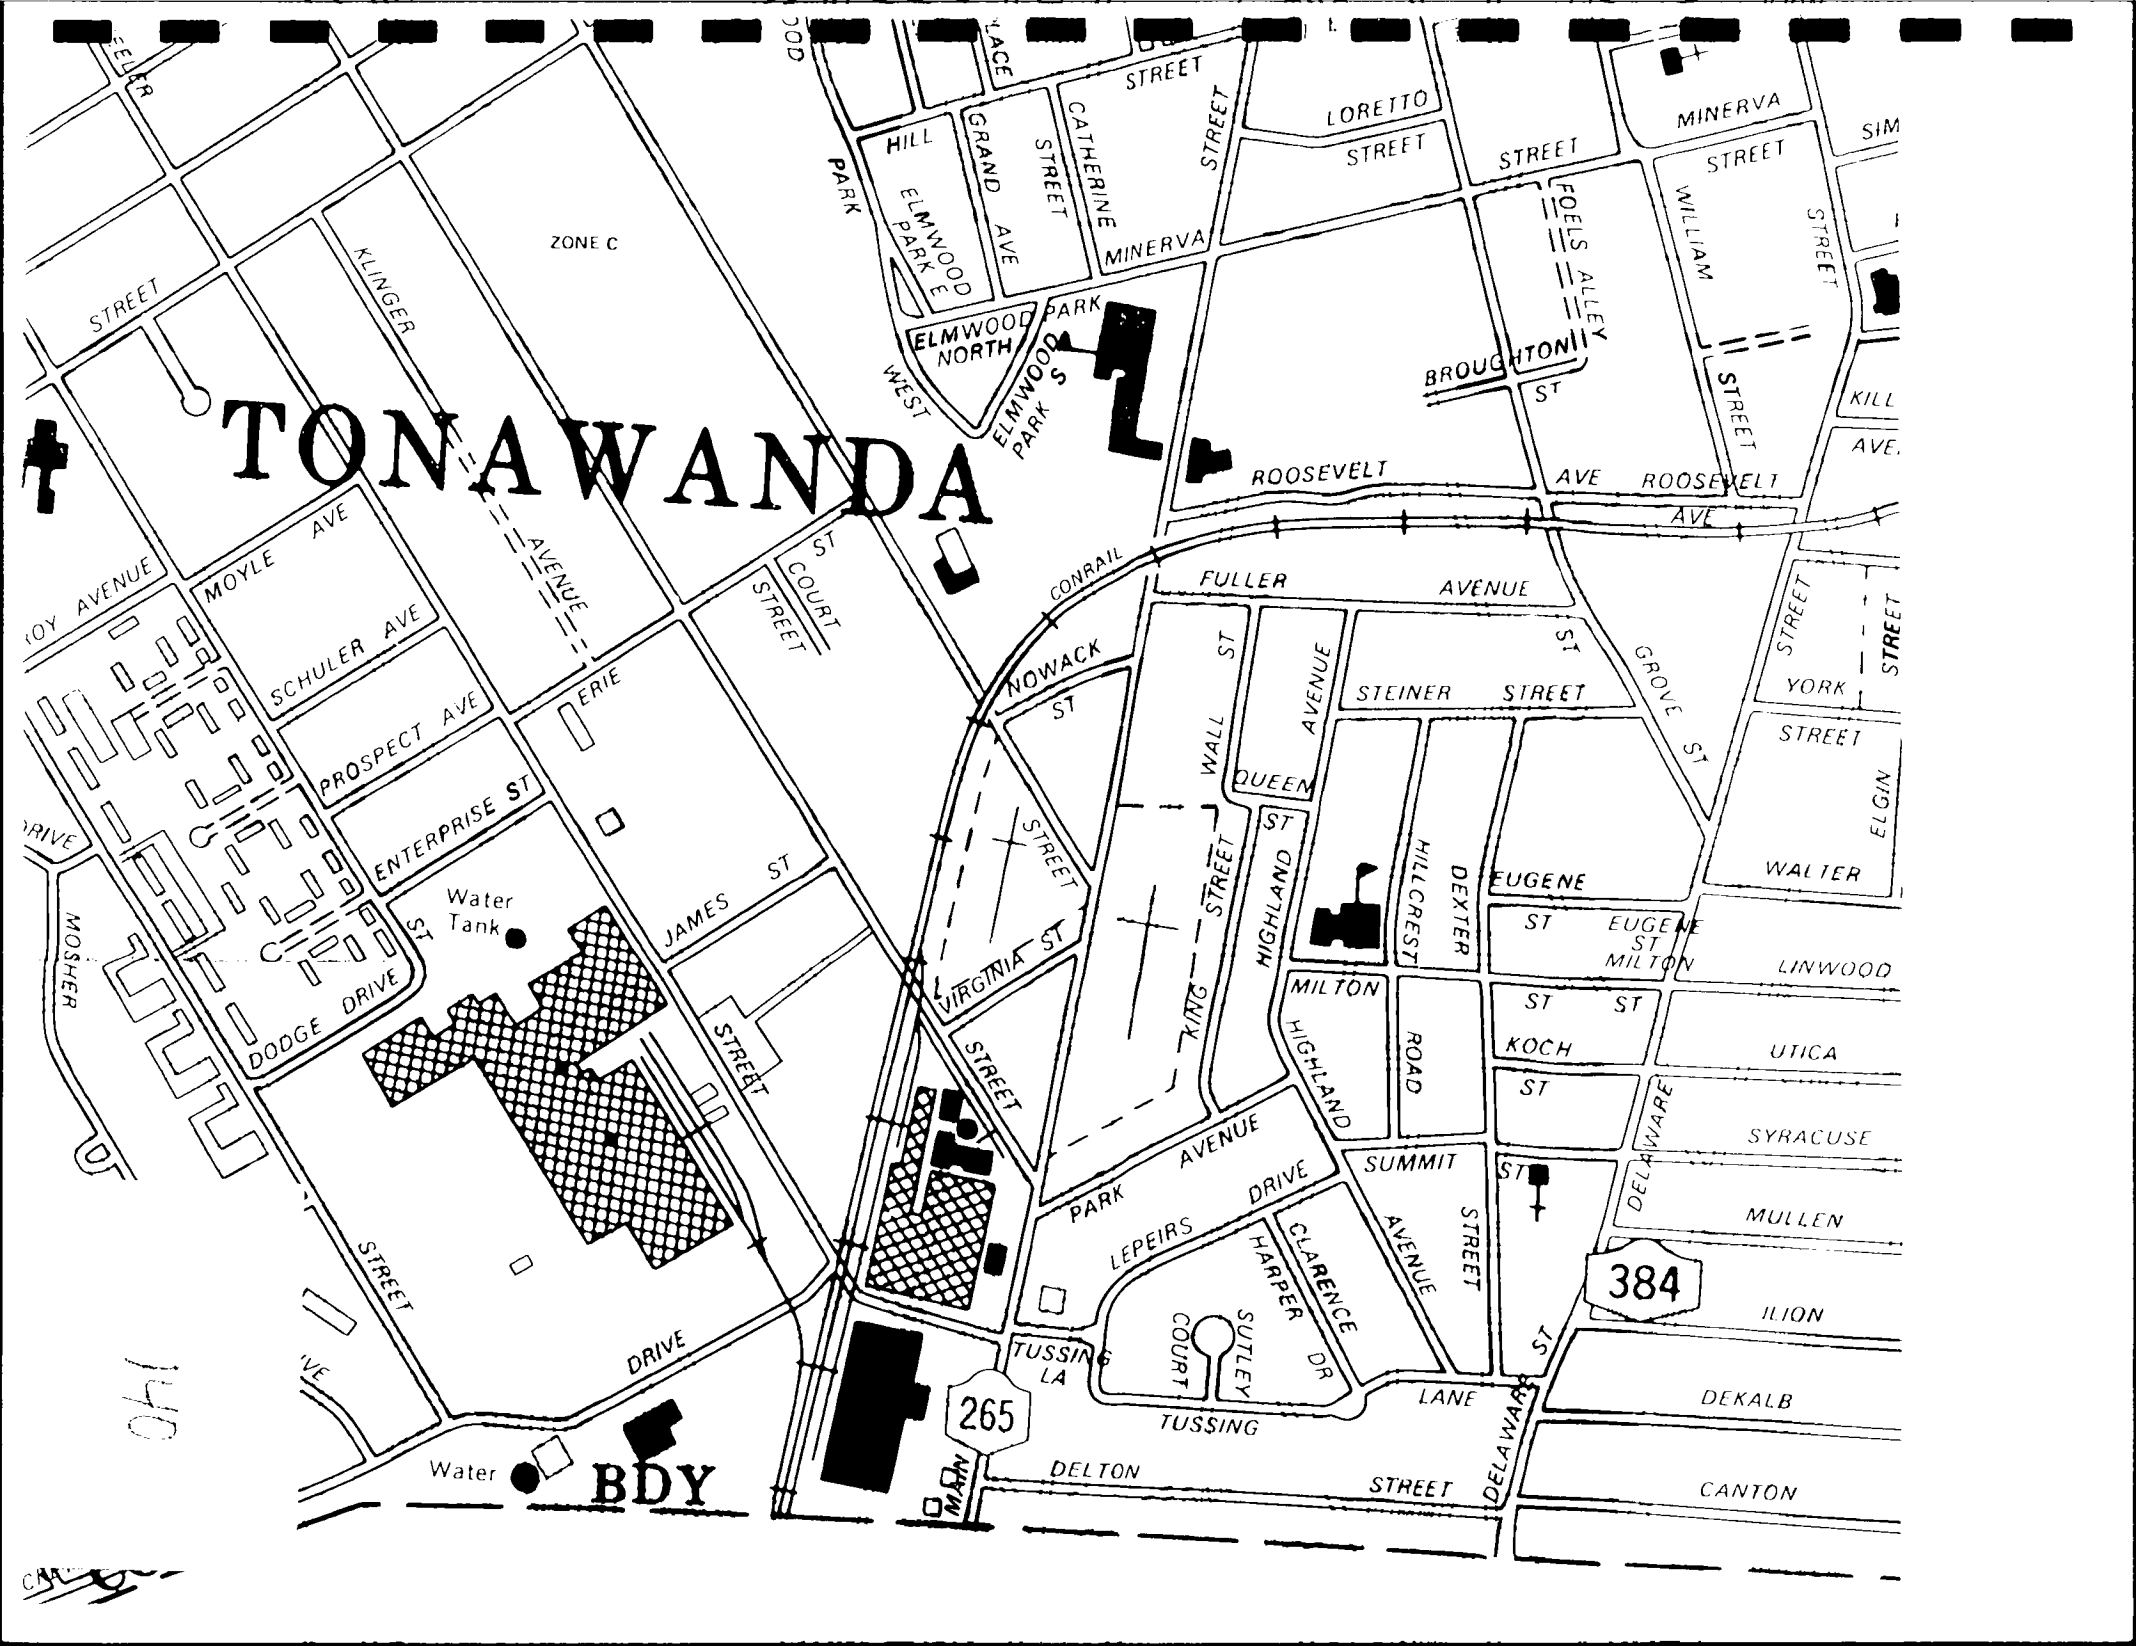 PARK
HILL
GRAND
AVE
STREET
CATHERINE
STREET
STREET
LORETTO
STREET
STREET
MINERVA
STREET
ELMWOOD
PARK E
MINERVA
FOELS ALLEY
WILLIAM
STREET
STREET
ZONE C
KLINGER
STREET
ELMWOOD PARK
NORTH
WEST
ELMWOOD
PARK S
BROUGHTON
ST
STREET
TONAWANDA
ROOSEVELT
AVE
ROOSEVELT
AVE
AVE.
CONRAIL
FULLER
AVENUE
MOYLE
AVE
AVENUE
AVENUE
ST
COURT
STREET
SCHULER AVE
PROSPECT AVE
ENTERPRISE ST
ERIE
NOWACK
ST
WALL
ST
AVENUE
STEINER
STREET
ST
GROVE
ST
STREET
STREET
YORK
STREET
ELGIN
QUEEN
ST
STREET
STREET
HIGHLAND
HILLCREST
DEXTER
EUGENE
ST
EUGENE
ST
MILTON
ST
WALTER
LINWOOD
Water
Tank
JAMES
ST
DRIVE
MOSHER
ST
DODGE DRIVE
STREET
VIRGINIA ST
STREET
KING
MILTON
ST
HIGHLAND
ROAD
KOCH
ST
UTICA
DELAWARE
SYRACUSE
PARK
AVENUE
SUMMIT
ST
LEPEIRS
DRIVE
AVENUE
STREET
MULLEN
CLARENCE
HARPER
DR
384
ST
ILION
STREET
SUTLEY
COURT
DRIVE
TUSSING
LA
265
TUSSING
LANE
DELAWARE
DEKALB
Water
BDY
MAIN
DELTON
STREET
CANTON
140